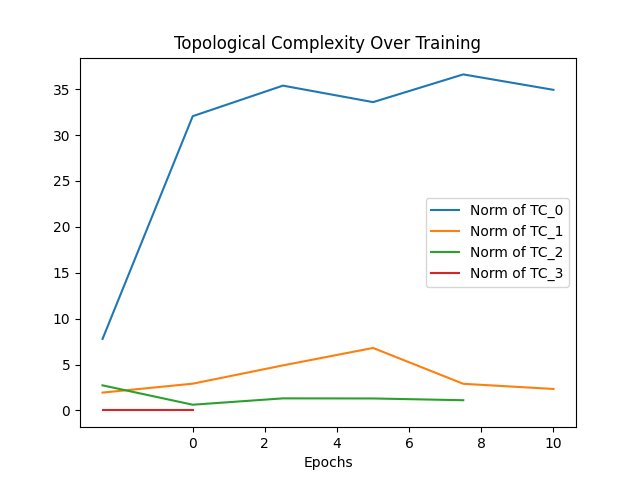 Topological Complexity Over Training
35
30
25
20
15
10
5
0
Norm of TC_0
Norm of TC_1
Norm of TC_2
Norm of TC_3
0 2 4 6 8 10
Epochs